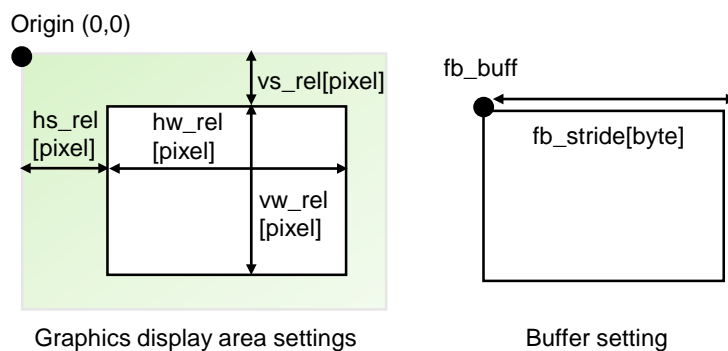 Origin (0,0)
vs_rel[pixel]
hs_rel
[pixel]
hw_rel
[pixel]
vw_rel
[pixel]
Graphics display area settings
fb_buff
fb_stride[byte]
Buffer setting